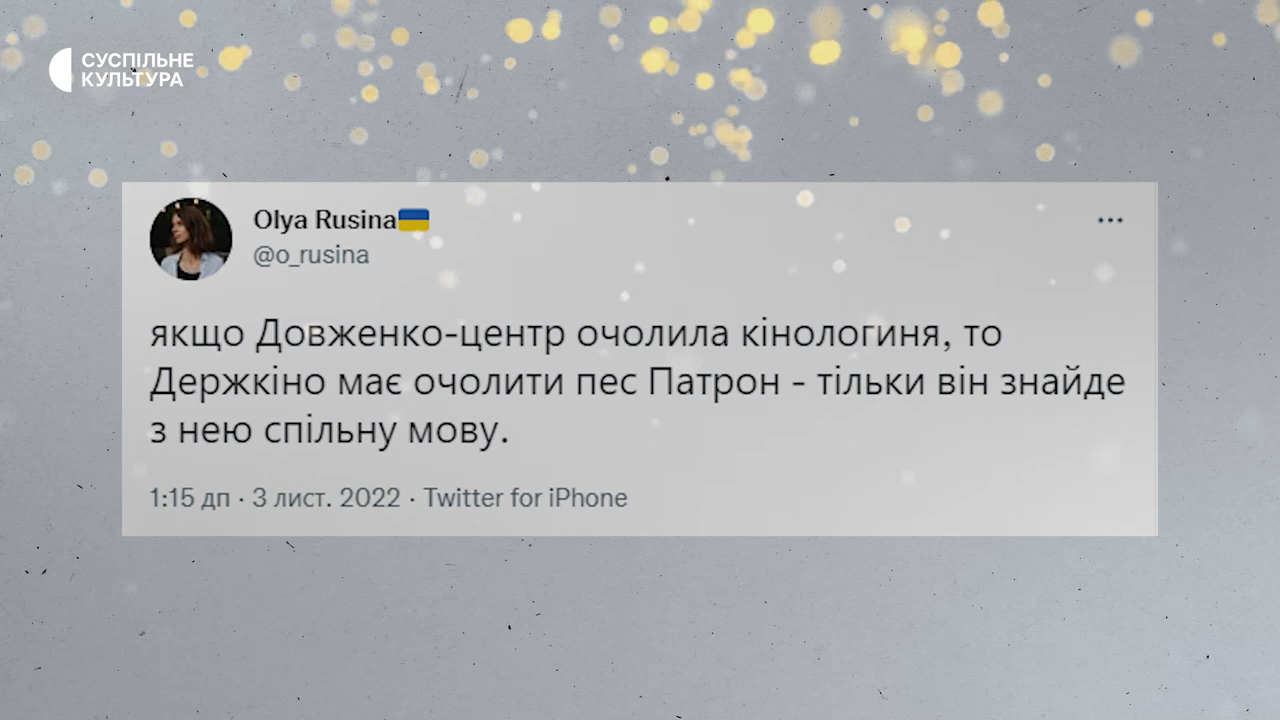 СУСПІЛЬНЕ
КУЛЬТУРА
Olya Rusina
@o_rusina
якщо Довженко-центр очолила кінологиня, то
Держкіно має очолити пес Патрон - тільки він знайде
з нею спільну мову.
1:15 дп · 3 лист. 2022 · Twitter for iPhone